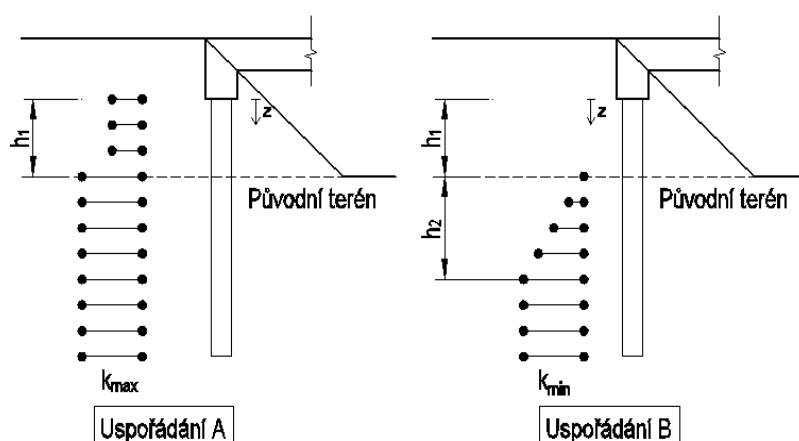 z
h1
Původní terén
kmax
Uspořádání A
z
h1
h2
Původní terén
kmin
Uspořádání B